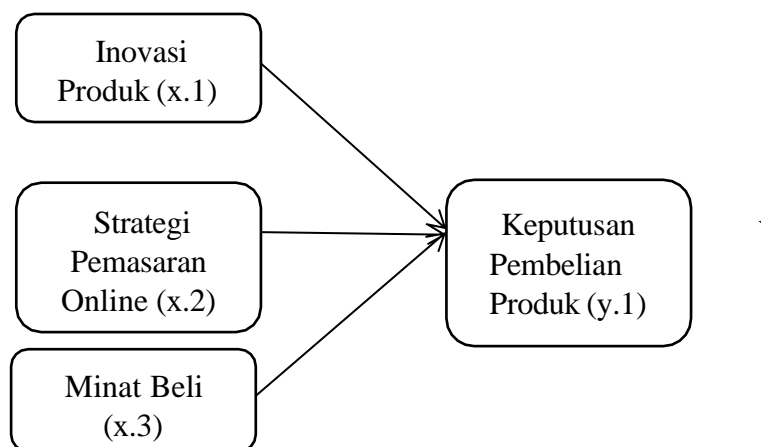 Inovasi
Produk (x.1)
Strategi
Pemasaran
Online (x.2)
Minat Beli
(x.3)
Keputusan
Pembelian
Produk (y.1)